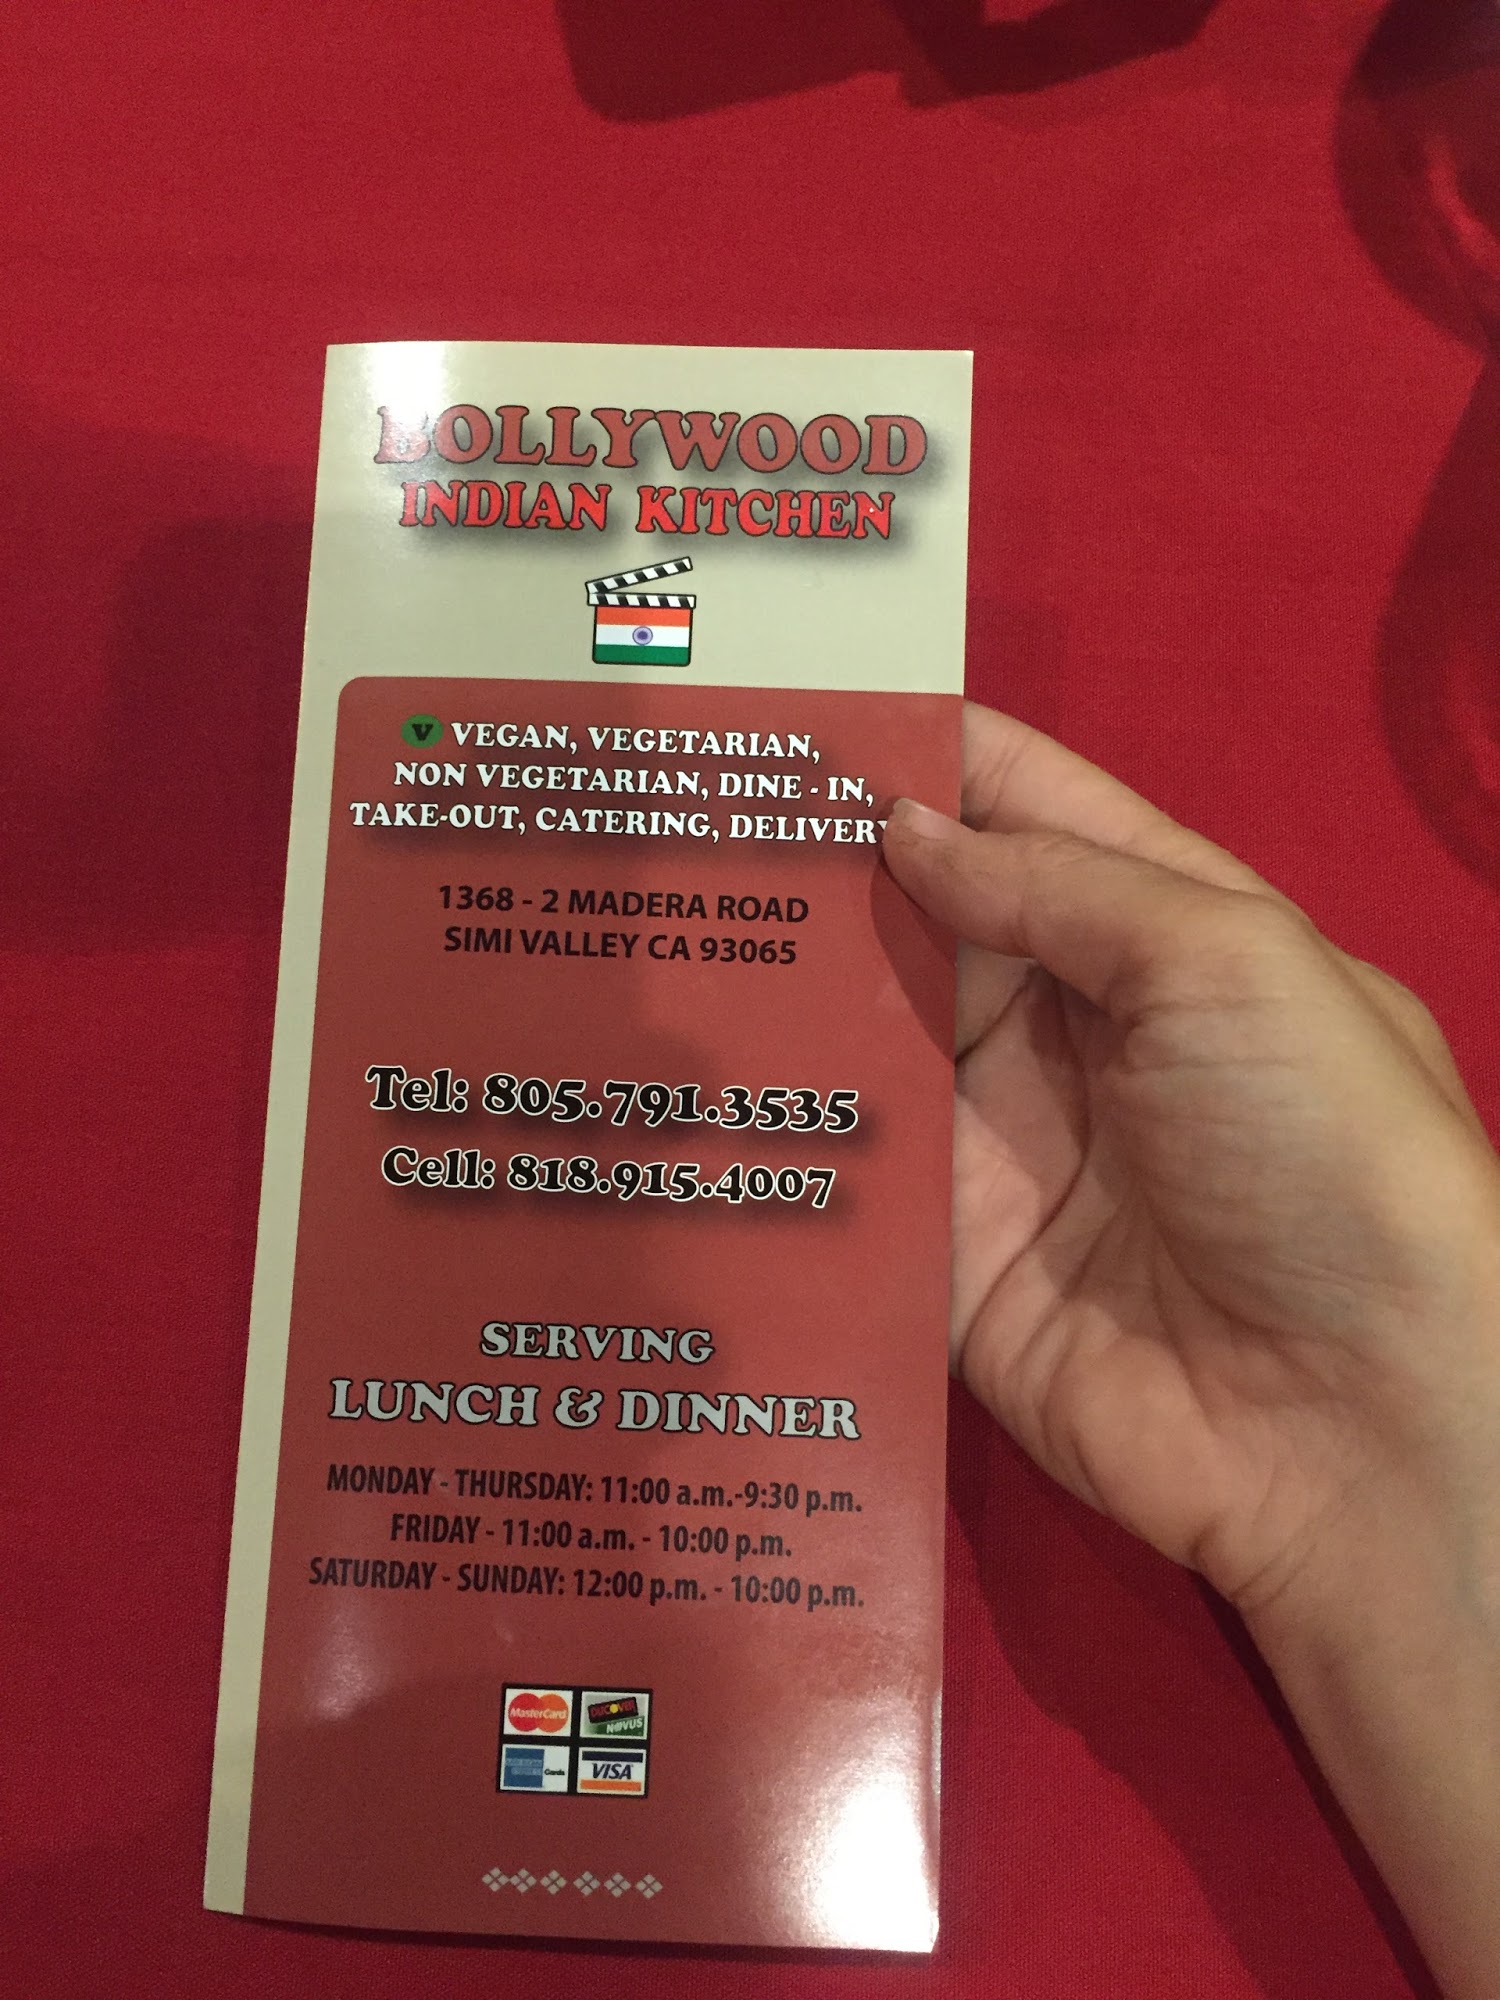 BOLLYWOOD
INDIAN KITCHEN
V VEGAN, VEGETARIAN,
NON VEGETARIAN, DINE - IN,
TAKE-OUT, CATERING, DELIVERY
1368 - 2 MADERA ROAD
SIMI VALLEY CA 93065
Tel: 805.791.3535
Cell: 818.915.4007
SERVING
LUNCH & DINNER
MONDAY - THURSDAY: 11:00 a.m.-9:30 p.m.
FRIDAY - 11:00 a.m. - 10:00 p.m.
SATURDAY - SUNDAY: 12:00 p.m. - 10:00 p.m.
MasterCard
DISCOVER
NOVUS
Cards
VISA